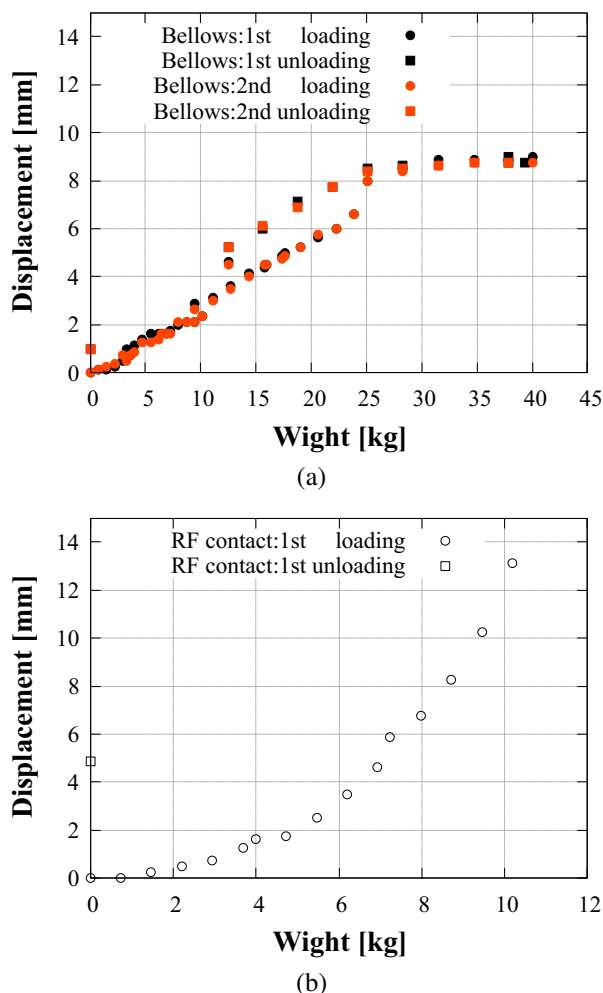 14
12
10
8
6
4
2
0
Displacement [mm]
Bellows:1st loading
Bellows:1st unloading
Bellows:2nd loading
Bellows:2nd unloading
0 5 10 15 20 25 30 35 40 45
Wight [kg]
(a)
14
12
10
8
6
4
2
0
Displacement [mm]
RF contact:1st loading
RF contact:1st unloading
0 2 4 6 8 10 12
Wight [kg]
(b)